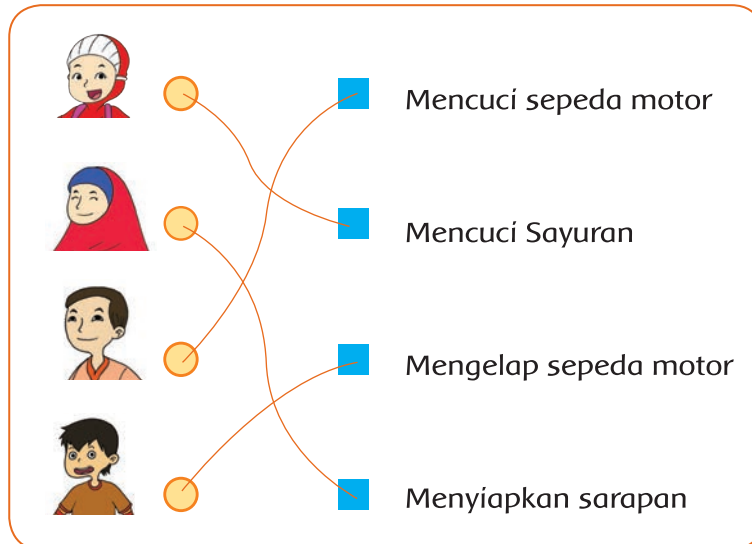 Mencuci sepeda motor
Mencuci Sayuran
Mengelap sepeda motor
Menyiapkan sarapan